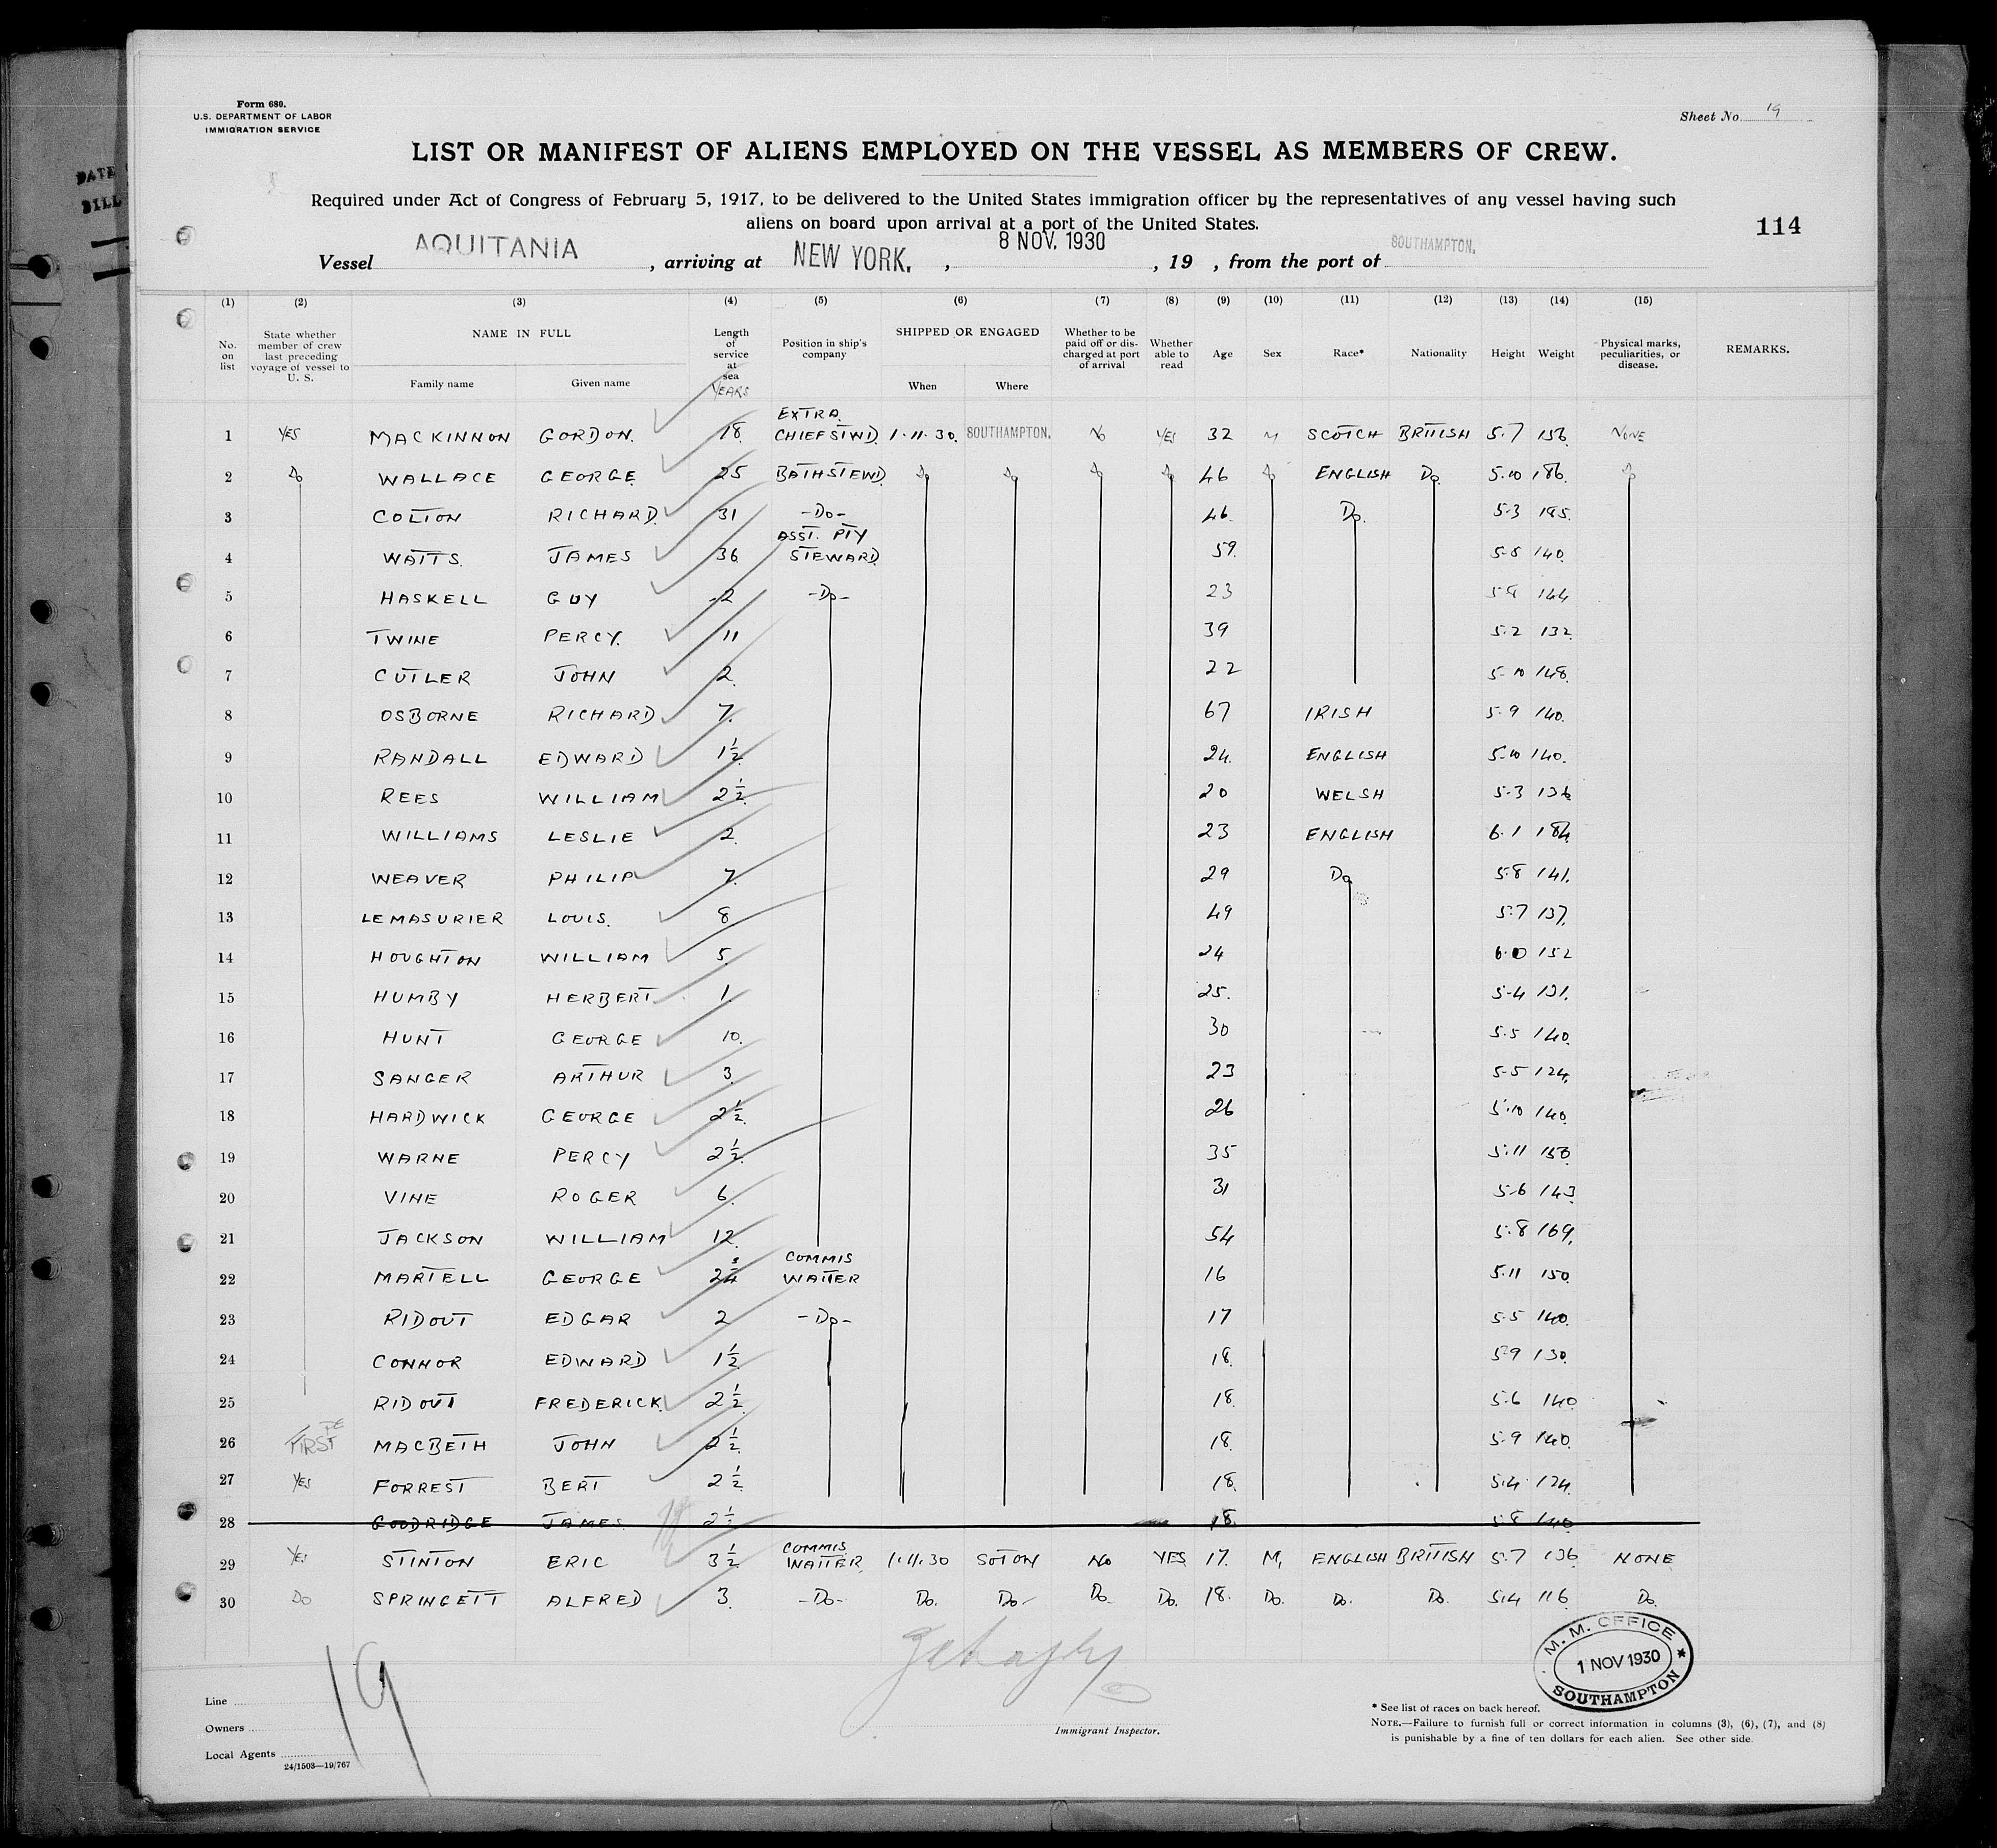 Form 680.
U.S. DEPARTMENT OF LABOR
IMMIGRATION SERVICE
Sheet No. 19
DATE
BILL
LIST OR MANIFEST OF ALIENS EMPLOYED ON THE VESSEL AS MEMBERS OF CREW.
Required under Act of Congress of February 5, 1917, to be delivered to the United States immigration officer by the representatives of any vessel having such
aliens on board upon arrival at a port of the United States.
114
Vessel AQUITANIA, arriving at NEW YORK, 8 NOV. 1930, 19 , from the port of SOUTHAMPTON.
(1) (2) (3) (4) (5) (6) (7) (8) (9) (10) (11) (12) (13) (14) (15)
No. on list
State whether member of crew last preceding voyage of vessel to U. S.
NAME IN FULL
Family name
Given name
Length of service at sea
YEARS
Position in ship's company
SHIPPED OR ENGAGED
When
Where
Whether to be paid off or discharged at port of arrival
Whether able to read
Age
Sex
Race*
Nationality
Height
Weight
Physical marks, peculiarities, or disease.
REMARKS.
1 YES MACKINNON GORDON. 18. EXTRA CHIEF STWD. 1.11.30. SOUTHAMPTON. No YES 32 M SCOTCH BRITISH 5.7 156. NONE
2 Do WALLACE GEORGE 25 BATH STEWD. Do Do Do Do 46 Do ENGLISH Do. 5.10 186. Do
3 COLTON RICHARD. 31 -Do- 46. Do. 5.3 185.
4 WATTS. JAMES 36 ASST. PTY STEWARD. 59. 5.8 140.
5 HASKELL GUY 2 -Do- 23 5.9 144
6 TWINE PERCY. 11 39 5.2 132.
7 CUTLER JOHN 2. 22 5.10 148.
8 OSBORNE RICHARD 7. 67 IRISH 5.9 140.
9 RANDALL EDWARD 1½ 24. ENGLISH 5.10 140.
10 REES WILLIAM 2½ 20 WELSH 5.3 136
11 WILLIAMS LESLIE 2. 23 ENGLISH 6.1 184.
12 WEAVER PHILIP 7. 29 Do 5.8 141.
13 LEMASURIER LOUIS. 8 49 5.7 137.
14 HOUGHTON WILLIAM 5. 24 6.0 152
15 HUMBY HERBERT 1. 25. 5.4 131.
16 HUNT GEORGE 10. 30 5.5 140.
17 SANGER ARTHUR 3. 23 5.5 124.
18 HARDWICK GEORGE 2½ 26 5.10 140.
19 WARNE PERCY 2½ 35 5.11 150.
20 VINE ROGER 6. 31 5.6 143.
21 JACKSON WILLIAM 12. 54 5.8 169.
22 MARTELL GEORGE COMMIS WAITER 16 5.11 150.
23 RIDOUT EDGAR 2 -Do- 17 5.5 140.
24 CONNOR EDWARD 1½ 18. 5.9 130.
25 RIDOUT FREDERICK. 2½ 18. 5.6 140
26 FIRST MACBETH JOHN 2½ 18. 5.9 140.
27 YES FORREST BERT 2½ 18. 5.4 124.
28 GOODRIDGE JAMES. 2½ 18. 5.8 140
29 YES STINTON ERIC 3½ COMMIS WAITER. 1.11.30 SOTON No YES 17. M, ENGLISH BRITISH 5.7 136 NONE
30 DO SPRINGETT ALFRED 3. -Do- Do. Do- Do. Do. 18. Do. Do. Do. 5.4 116 Do.
19
Immigrant Inspector.
M. M. OFFICE
1 NOV 1930
SOUTHAMPTON
Line
Owners
Local Agents
24/1503—19/767
* See list of races on back hereof.
NOTE.—Failure to furnish full or correct information in columns (3), (6), (7), and (8)
is punishable by a fine of ten dollars for each alien. See other side.